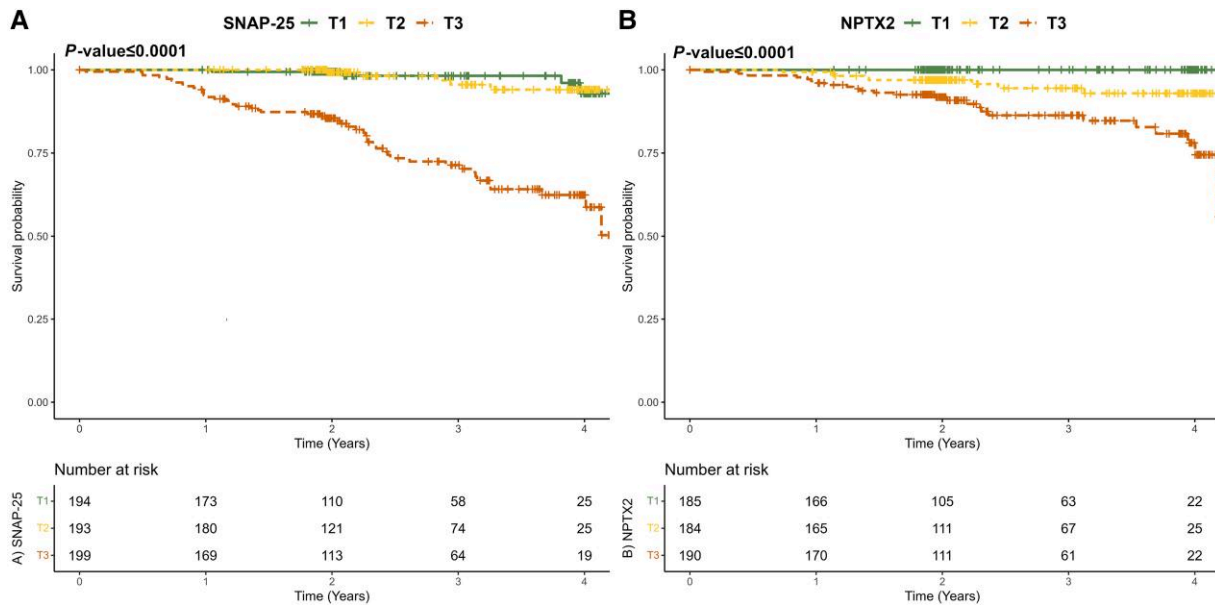 A
SNAP-25 T1 T2 T3
P-value≤0.0001
1.00
0.75
0.50
0.25
0.00
Survival probability
0 1 2 3 4
Time (Years)
Number at risk
A) SNAP-25
T1 194 173 110 58 25
T2 193 180 121 74 25
T3 199 169 113 64 19
0 1 2 3 4
Time (Years)
B
NPTX2 T1 T2 T3
P-value≤0.0001
1.00
0.75
0.50
0.25
0.00
Survival probability
0 1 2 3 4
Time (Years)
Number at risk
B) NPTX2
T1 185 166 105 63 22
T2 184 165 111 67 25
T3 190 170 111 61 22
0 1 2 3 4
Time (Years)